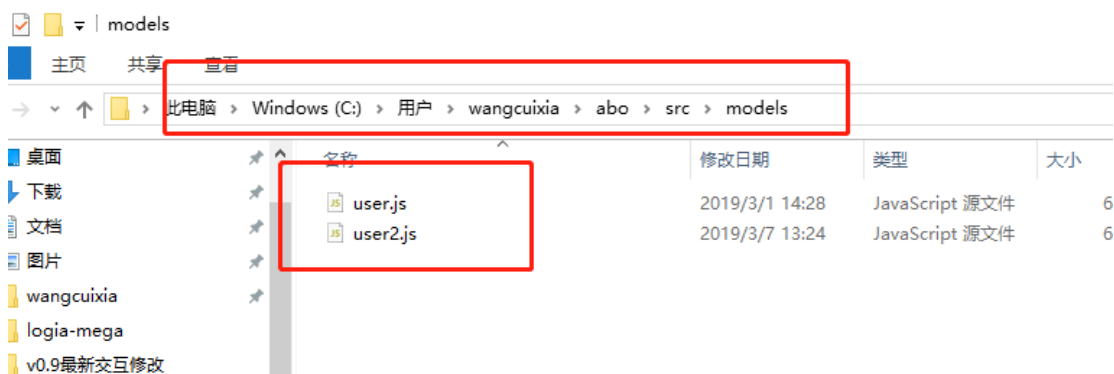 models
主页 共享 查看
此电脑 > Windows (C:) > 用户 > wangcuixia > abo > src > models
名称 修改日期 类型 大小
桌面
下载
文档
图片
wangcuixia
logia-mega
v0.9最新交互修改
user.js 2019/3/1 14:28 JavaScript 源文件 6
user2.js 2019/3/7 13:24 JavaScript 源文件 6